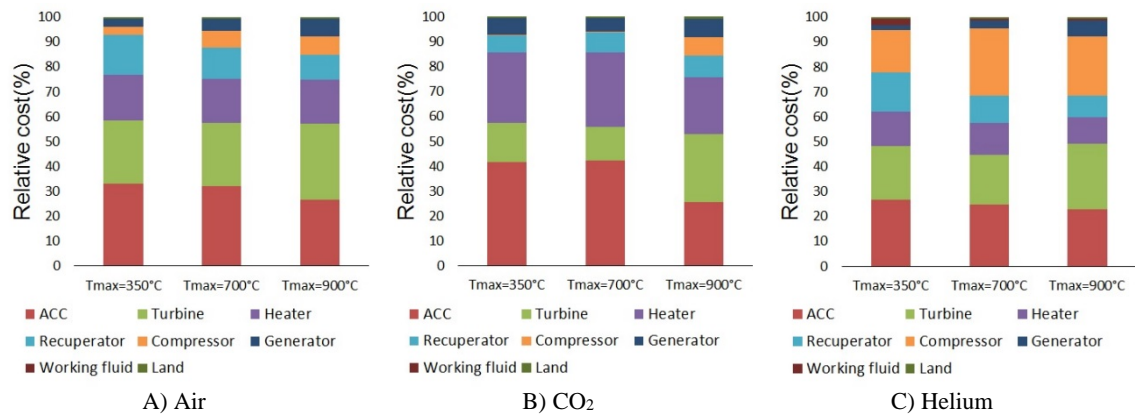 Relative cost(%)
100
90
80
70
60
50
40
30
20
10
0
Tmax=350°C Tmax=700°C Tmax=900°C
ACC Turbine Heater
Recuperator Compressor Generator
Working fluid Land
A) Air
Relative cost(%)
100
90
80
70
60
50
40
30
20
10
0
Tmax=350°C Tmax=700°C Tmax=900°C
ACC Turbine Heater
Recuperator Compressor Generator
Working fluid Land
B) CO₂
Relative cost(%)
100
90
80
70
60
50
40
30
20
10
0
Tmax=350°C Tmax=700°C Tmax=900°C
ACC Turbine Heater
Recuperator Compressor Generator
Working fluid Land
C) Helium